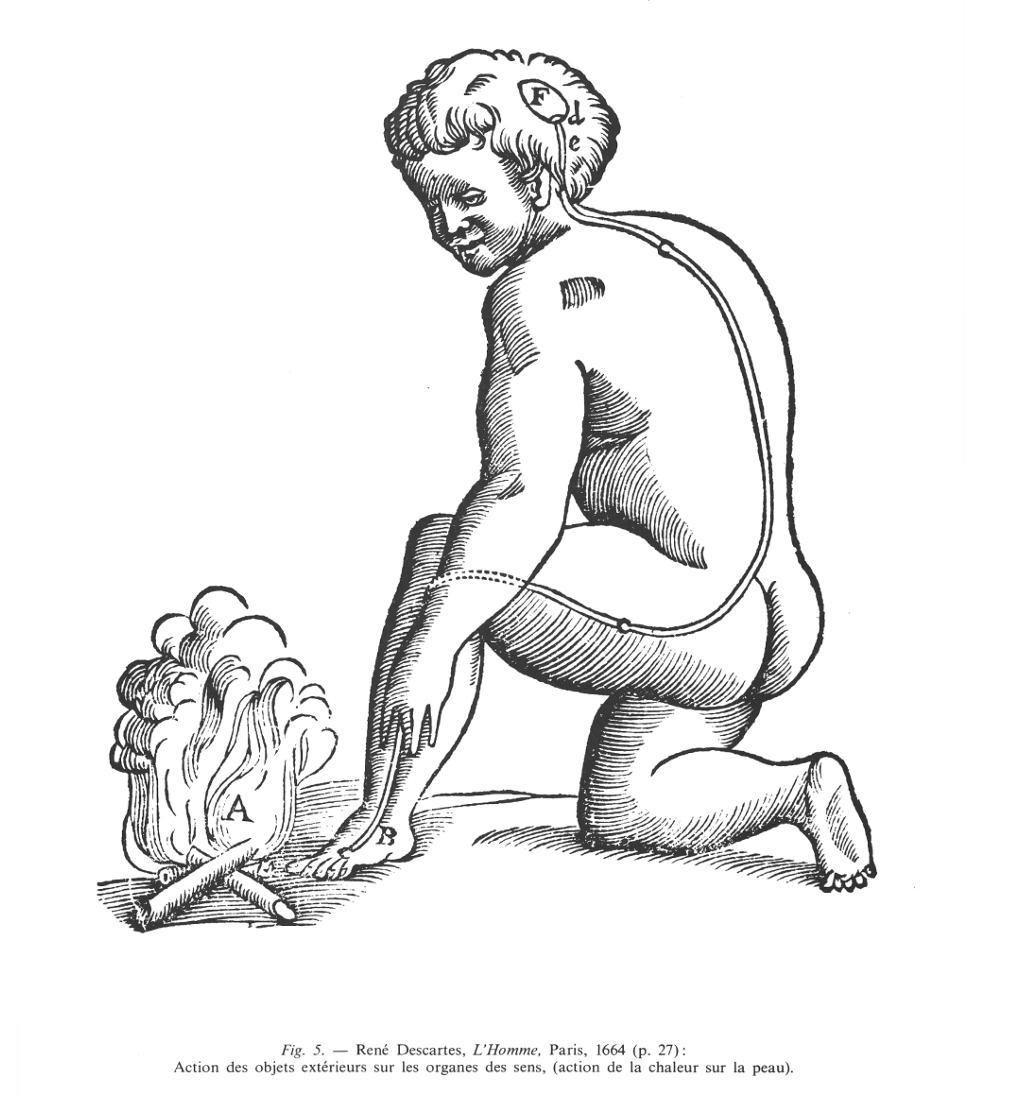 F
d
e
A
B
Fig. 5. — René Descartes, L'Homme, Paris, 1664 (p. 27) :
Action des objets extérieurs sur les organes des sens, (action de la chaleur sur la peau).